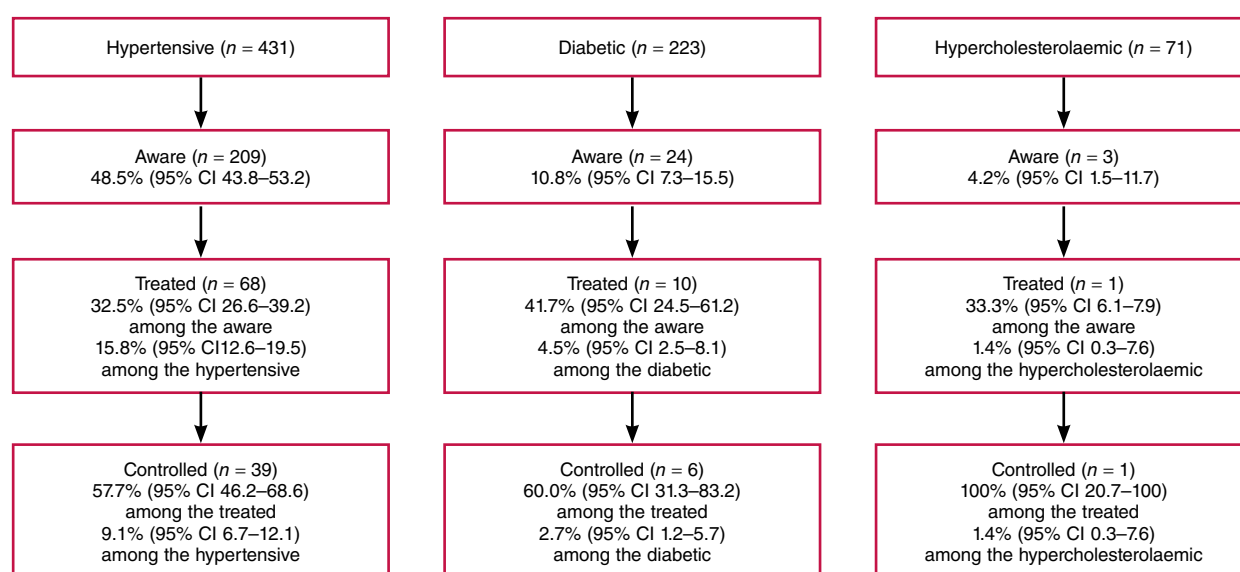 Hypertensive (n = 431)
Aware (n = 209)
48.5% (95% CI 43.8–53.2)
Treated (n = 68)
32.5% (95% CI 26.6–39.2)
among the aware
15.8% (95% CI12.6–19.5)
among the hypertensive
Controlled (n = 39)
57.7% (95% CI 46.2–68.6)
among the treated
9.1% (95% CI 6.7–12.1)
among the hypertensive
Diabetic (n = 223)
Aware (n = 24)
10.8% (95% CI 7.3–15.5)
Treated (n = 10)
41.7% (95% CI 24.5–61.2)
among the aware
4.5% (95% CI 2.5–8.1)
among the diabetic
Controlled (n = 6)
60.0% (95% CI 31.3–83.2)
among the treated
2.7% (95% CI 1.2–5.7)
among the diabetic
Hypercholesterolaemic (n = 71)
Aware (n = 3)
4.2% (95% CI 1.5–11.7)
Treated (n = 1)
33.3% (95% CI 6.1–7.9)
among the aware
1.4% (95% CI 0.3–7.6)
among the hypercholesterolaemic
Controlled (n = 1)
100% (95% CI 20.7–100)
among the treated
1.4% (95% CI 0.3–7.6)
among the hypercholesterolaemic